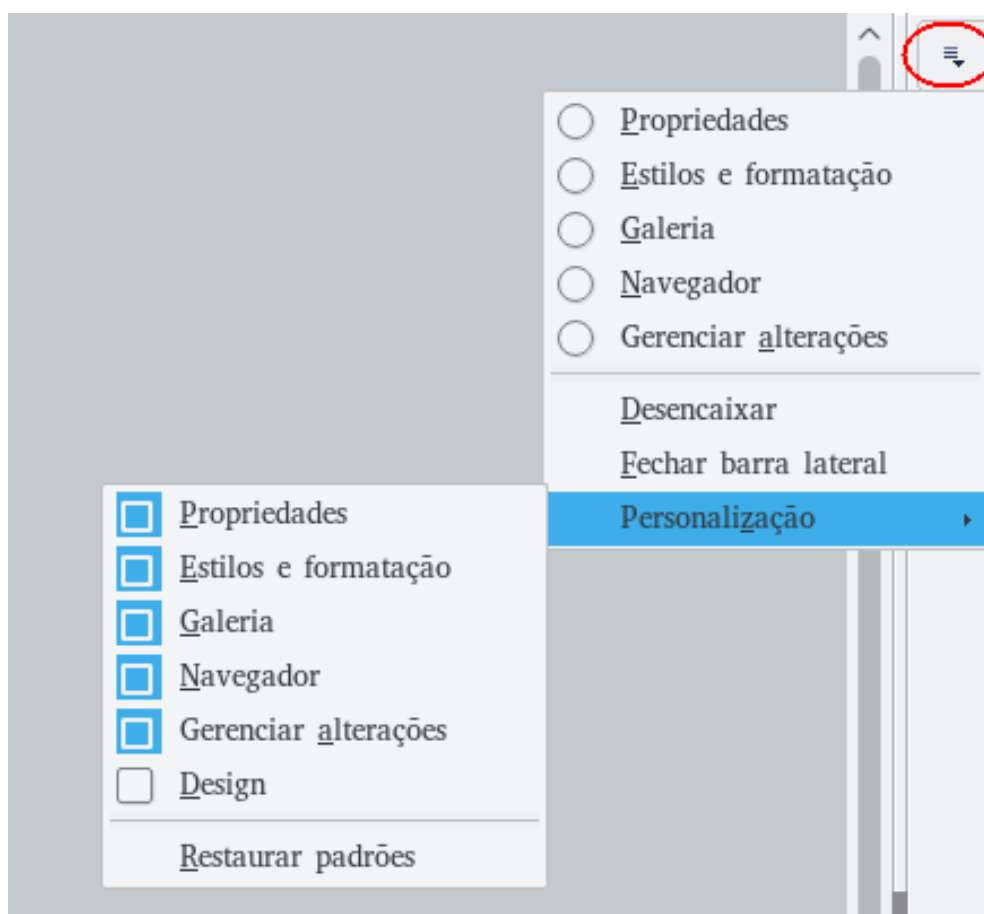 Propriedades
Estilos e formatação
Galeria
Navegador
Gerenciar alterações
Desencaixar
Fechar barra lateral
Personalização
Propriedades
Estilos e formatação
Galeria
Navegador
Gerenciar alterações
Design
Restaurar padrões